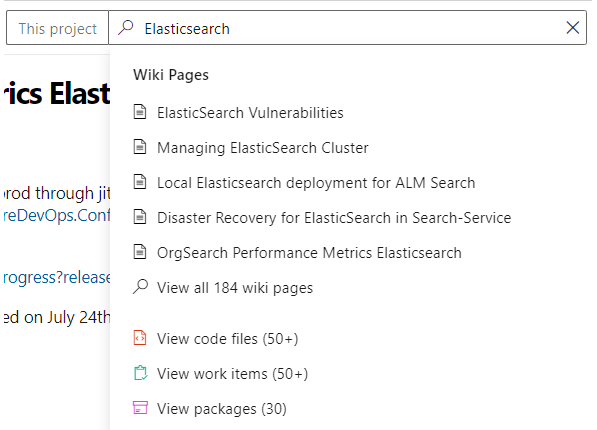 This project
Elasticsearch
rics Elast
Wiki Pages
ElasticSearch Vulnerabilities
Managing ElasticSearch Cluster
prod through jit
Local Elasticsearch deployment for ALM Search
reDevOps.Conf
Disaster Recovery for ElasticSearch in Search-Service
OrgSearch Performance Metrics Elasticsearch
rogress?release
View all 184 wiki pages
ed on July 24th
View code files (50+)
View work items (50+)
View packages (30)